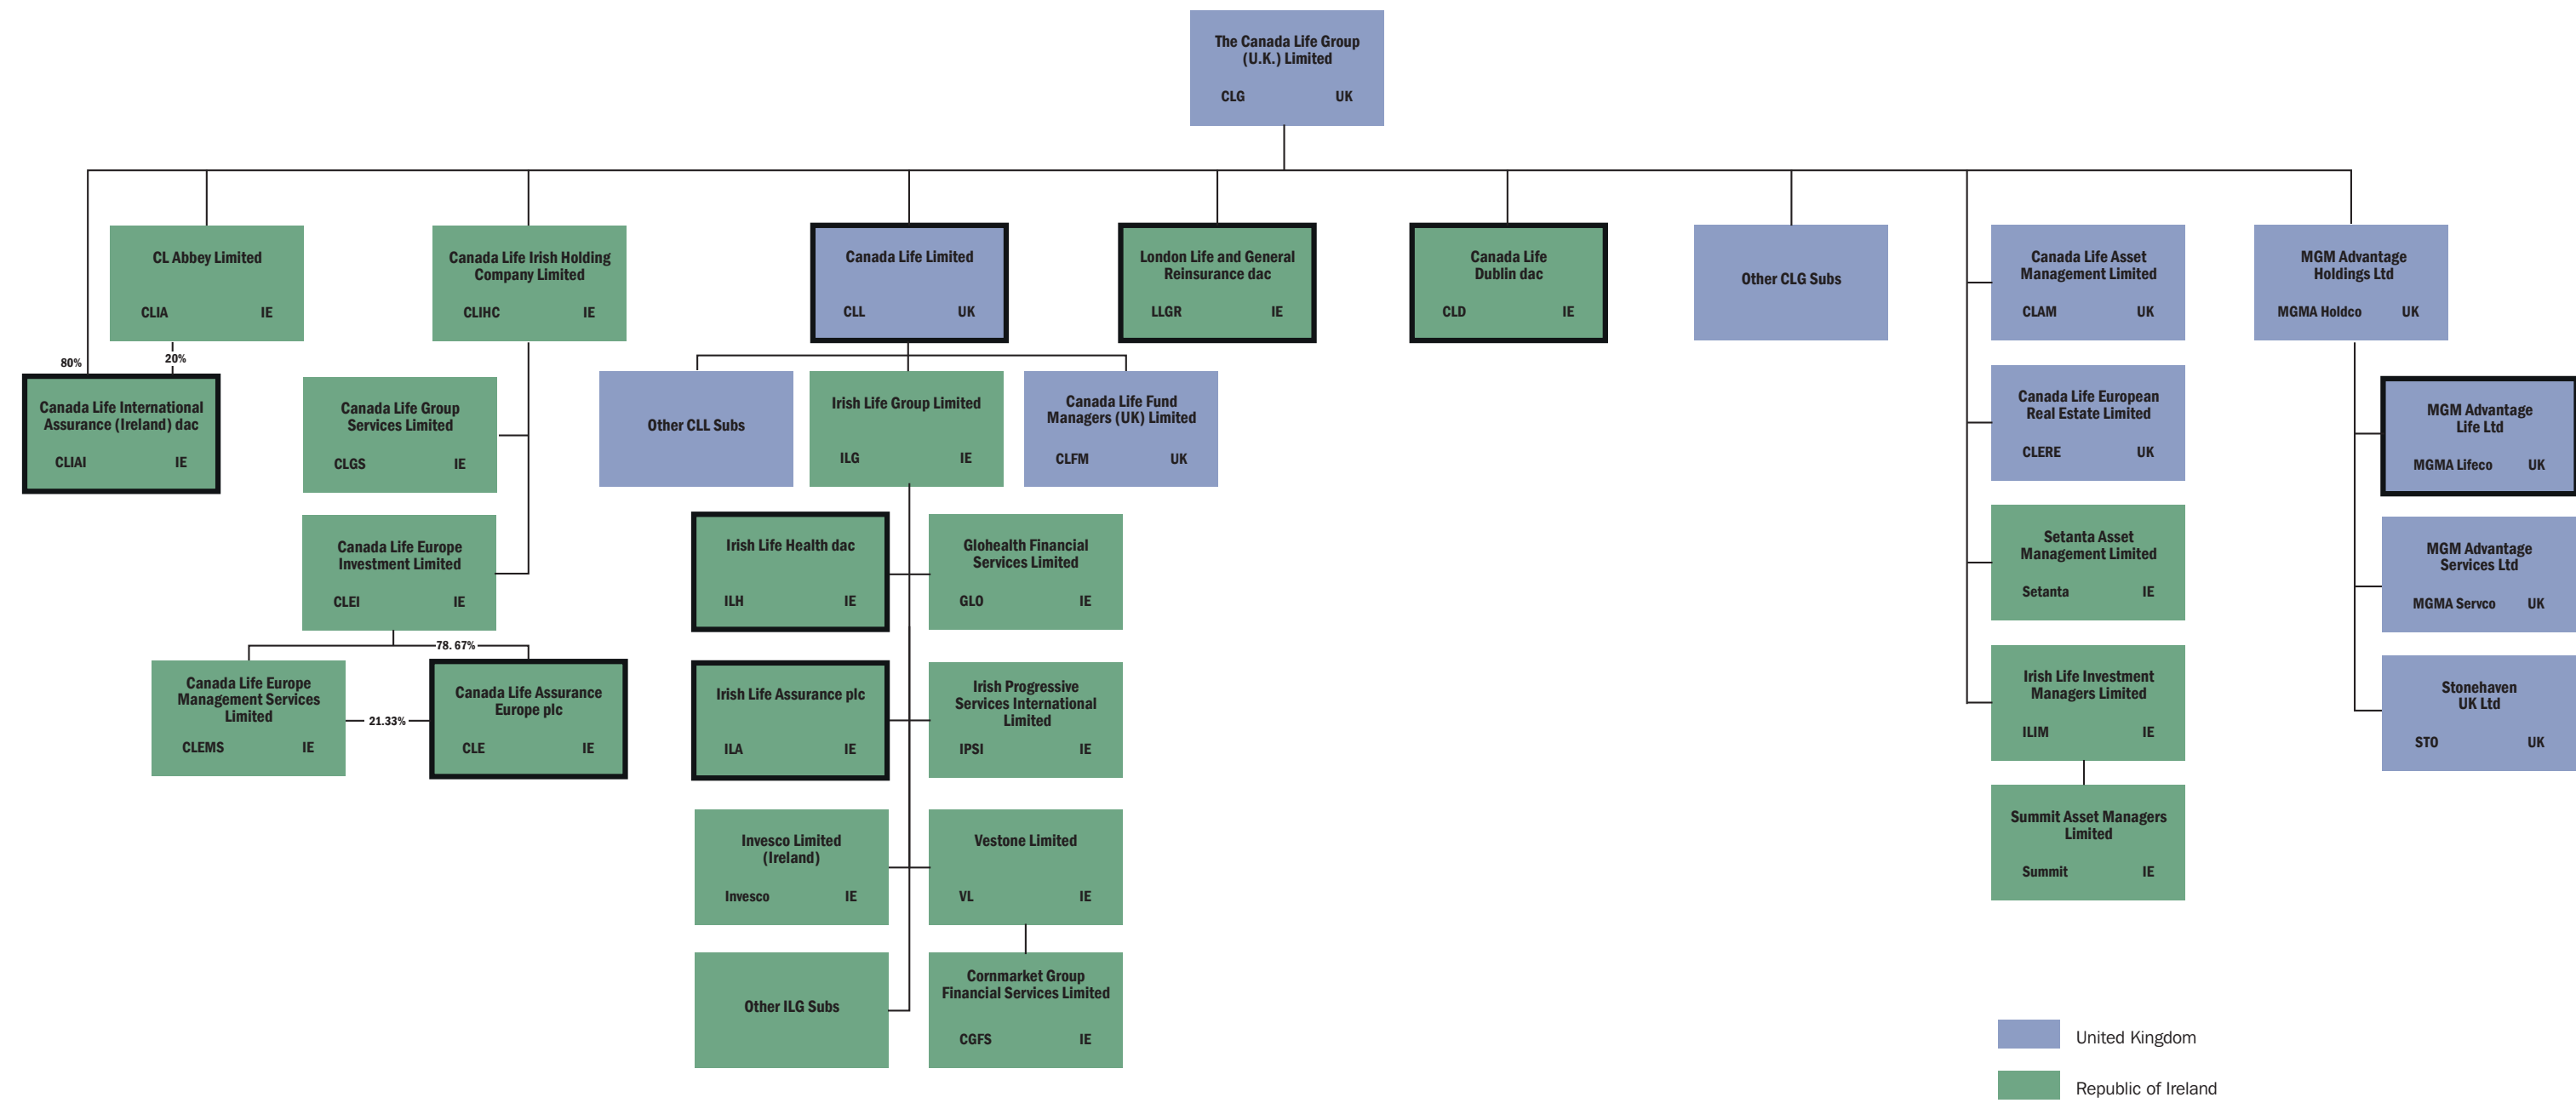 The Canada Life Group
(U.K.) Limited
CLG UK
CL Abbey Limited
CLIA IE
Canada Life Irish Holding
Company Limited
CLIHC IE
Canada Life Limited
CLL UK
London Life and General
Reinsurance dac
LLGR IE
Canada Life
Dublin dac
CLD IE
Other CLG Subs
Canada Life Asset
Management Limited
CLAM UK
MGM Advantage
Holdings Ltd
MGMA Holdco UK
80%
20%
Canada Life International
Assurance (Ireland) dac
CLIAI IE
Canada Life Group
Services Limited
CLGS IE
Other CLL Subs
Irish Life Group Limited
ILG IE
Canada Life Fund
Managers (UK) Limited
CLFM UK
Canada Life European
Real Estate Limited
CLERE UK
MGM Advantage
Life Ltd
MGMA Lifeco UK
Canada Life Europe
Investment Limited
CLEI IE
Irish Life Health dac
ILH IE
Glohealth Financial
Services Limited
GLO IE
Setanta Asset
Management Limited
Setanta IE
MGM Advantage
Services Ltd
MGMA Servco UK
78. 67%
Canada Life Europe
Management Services
Limited
CLEMS IE
21.33%
Canada Life Assurance
Europe plc
CLE IE
Irish Life Assurance plc
ILA IE
Irish Progressive
Services International
Limited
IPSI IE
Irish Life Investment
Managers Limited
ILIM IE
Stonehaven
UK Ltd
STO UK
Invesco Limited
(Ireland)
Invesco IE
Vestone Limited
VL IE
Summit Asset Managers
Limited
Summit IE
Other ILG Subs
Cornmarket Group
Financial Services Limited
CGFS IE
United Kingdom
Republic of Ireland